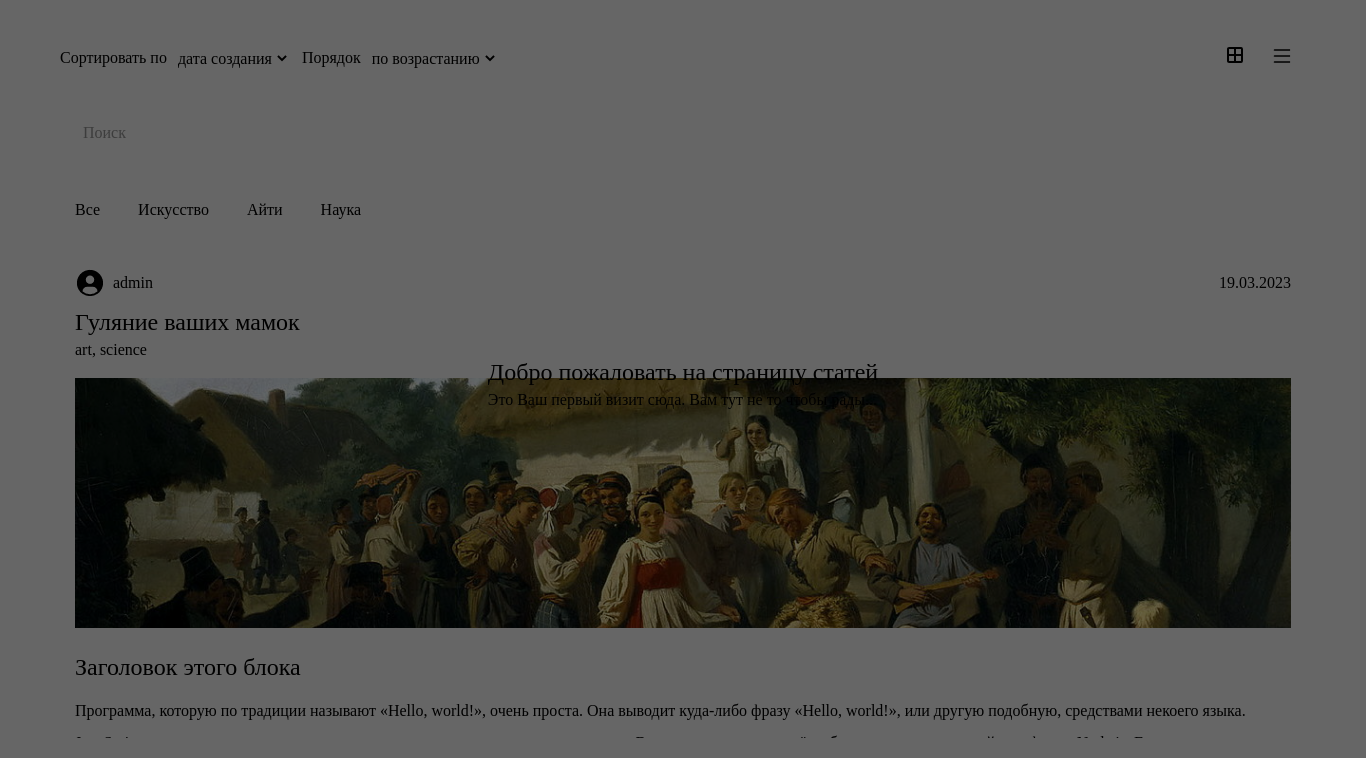 Сортировать по дата создания Порядок по возрастанию
Поиск
Все Искусство Айти Наука
admin 19.03.2023
Гуляние ваших мамок
art, science
Добро пожаловать на страницу статей
Это Ваш первый визит сюда. Вам тут не то чтобы
Заголовок этого блока
Программа, которую по традиции называют «Hello, world!», очень проста. Она выводит куда-либо фразу «Hello, world!», или другую подобную, средствами некоего языка.